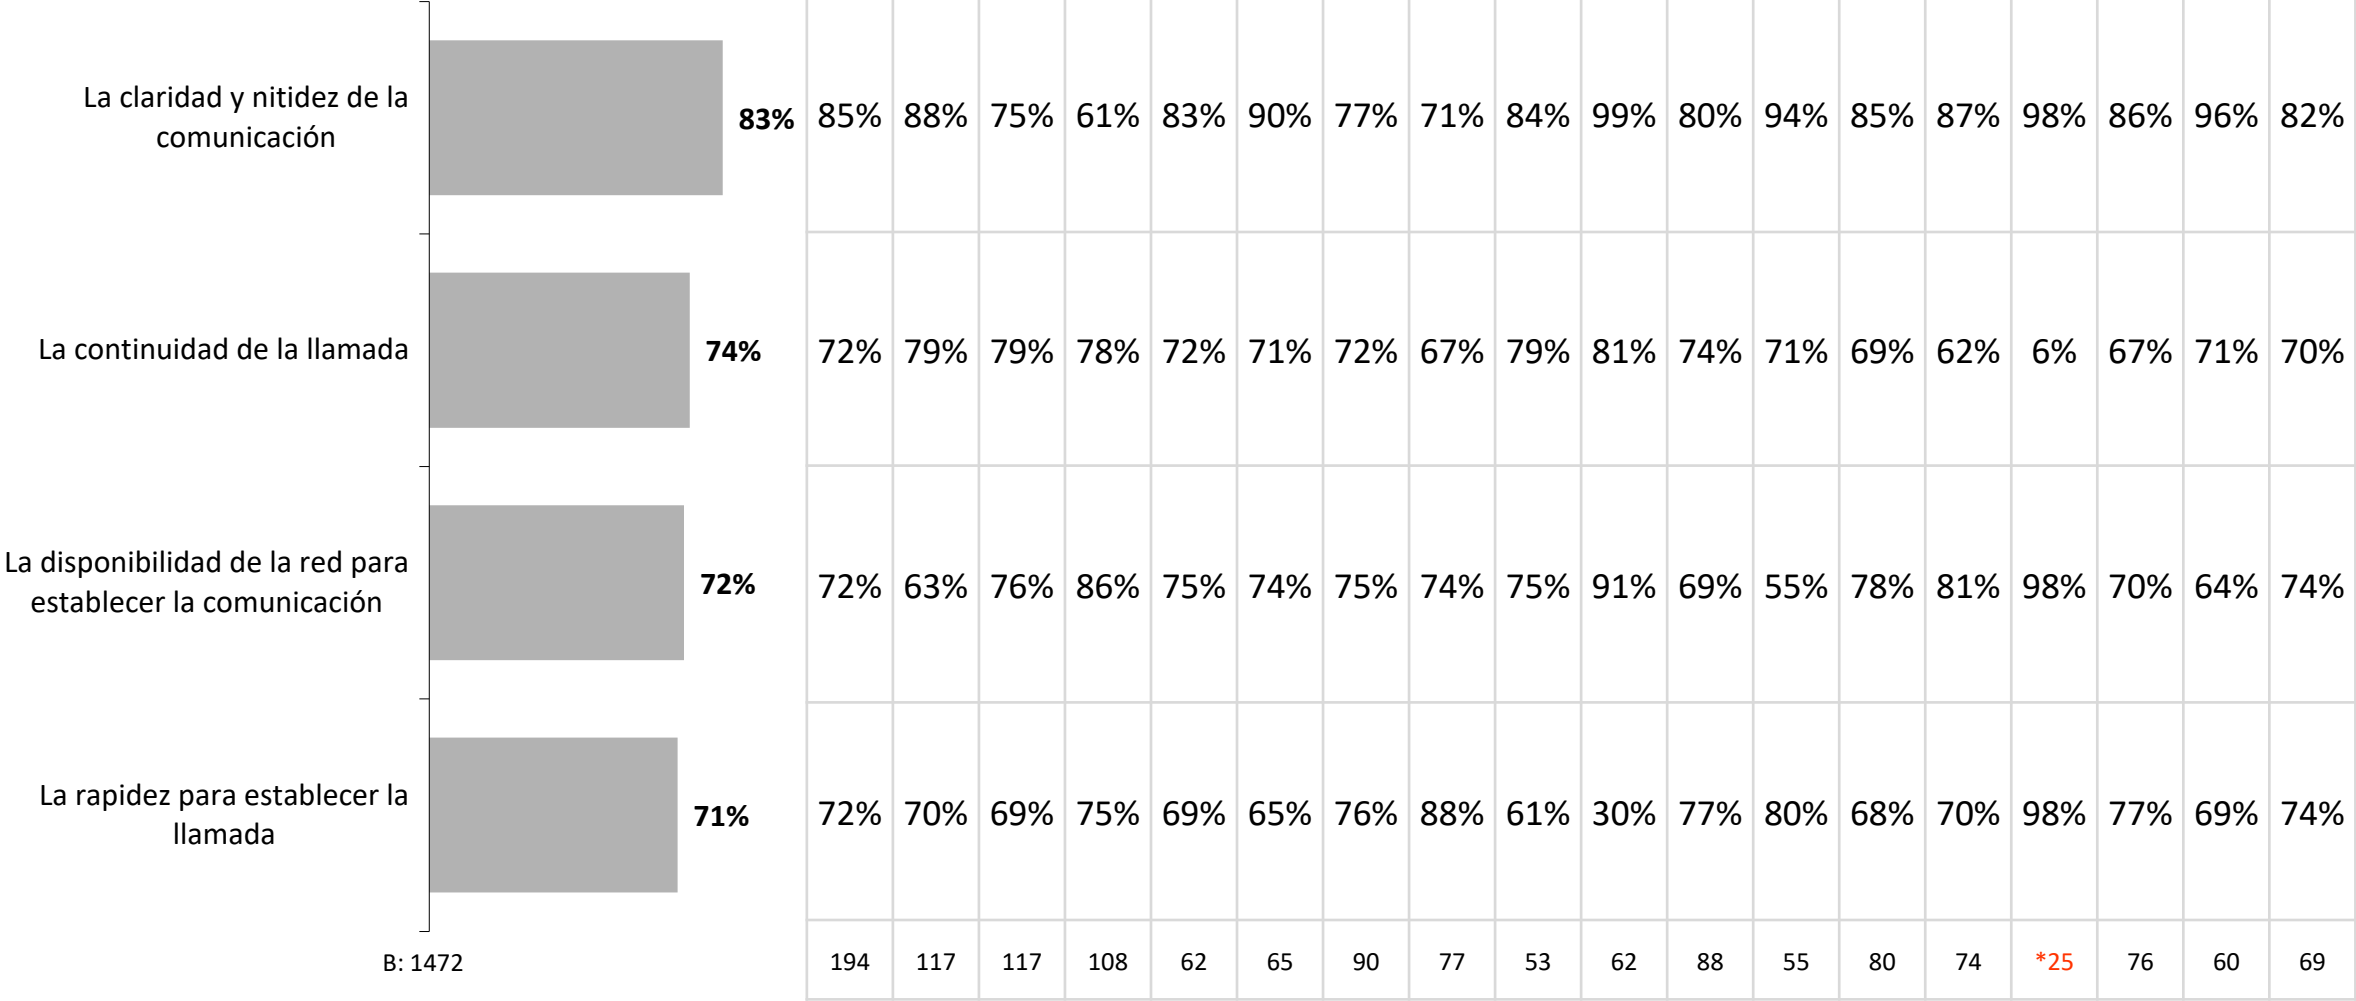 La claridad y nitidez de la
comunicación
83% 85% 88% 75% 61% 83% 90% 77% 71% 84% 99% 80% 94% 85% 87% 98% 86% 96% 82%
La continuidad de la llamada
74% 72% 79% 79% 78% 72% 71% 72% 67% 79% 81% 74% 71% 69% 62% 6% 67% 71% 70%
La disponibilidad de la red para
establecer la comunicación
72% 72% 63% 76% 86% 75% 74% 75% 74% 75% 91% 69% 55% 78% 81% 98% 70% 64% 74%
La rapidez para establecer la
llamada
71% 72% 70% 69% 75% 69% 65% 76% 88% 61% 30% 77% 80% 68% 70% 98% 77% 69% 74%
B: 1472 194 117 117 108 62 65 90 77 53 62 88 55 80 74 *25 76 60 69